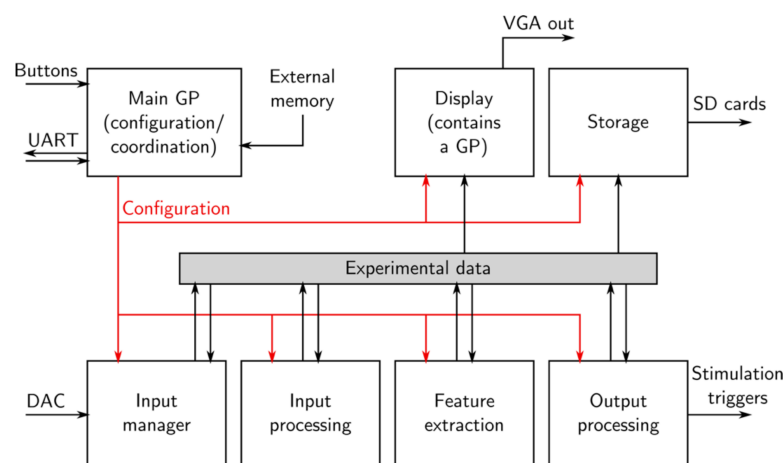 VGA out
Buttons
Main GP
(configuration/
coordination)
External
memory
Display
(contains
a GP)
Storage
SD cards
UART
Configuration
Experimental data
DAC
Input
manager
Input
processing
Feature
extraction
Output
processing
Stimulation
triggers